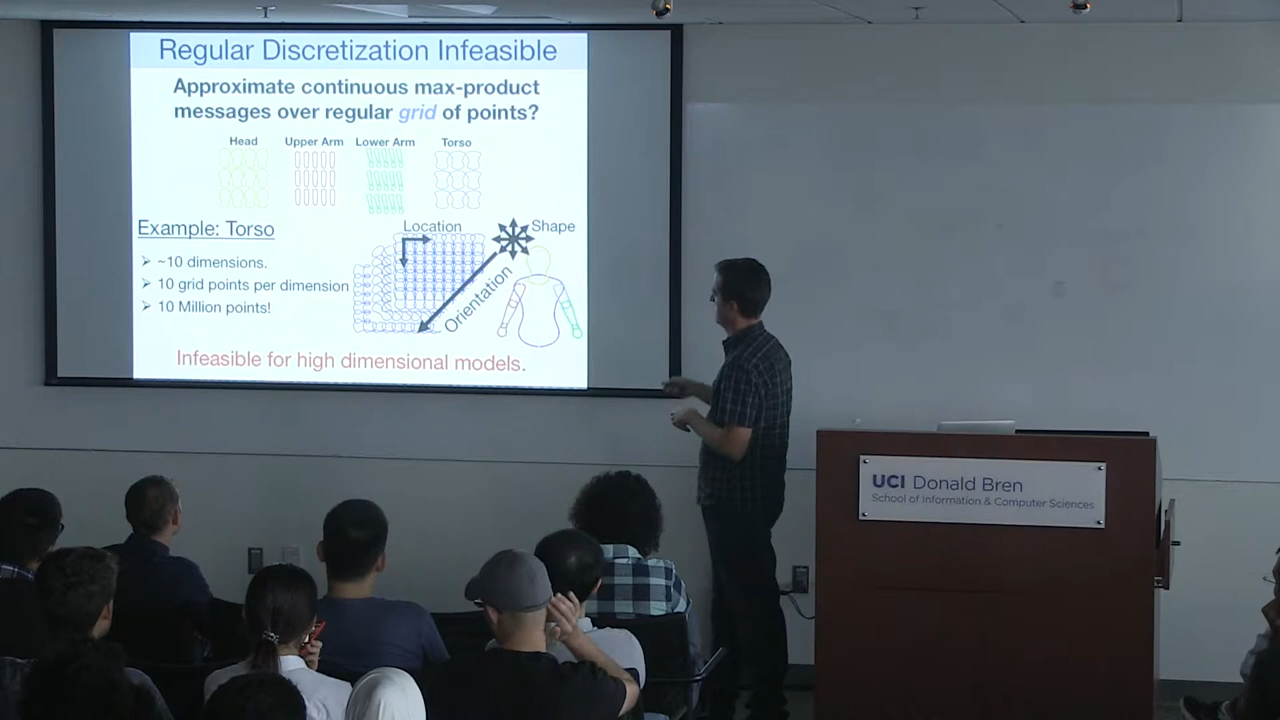 Regular Discretization Infeasible
Approximate continuous max-product
messages over regular grid of points?
Head Upper Arm Lower Arm Torso
Example: Torso
~10 dimensions.
10 grid points per dimension
10 Million points!
Location
Shape
Orientation
Infeasible for high dimensional models.
UCI Donald Bren
School of Information & Computer Sciences